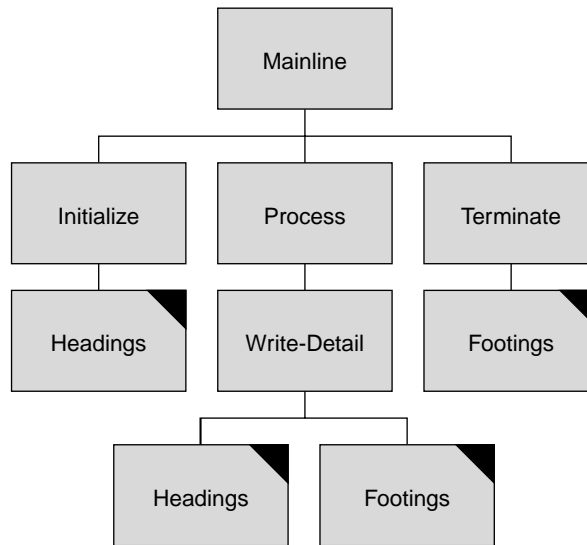 Mainline
Initialize
Process
Terminate
Headings
Write-Detail
Footings
Headings
Footings